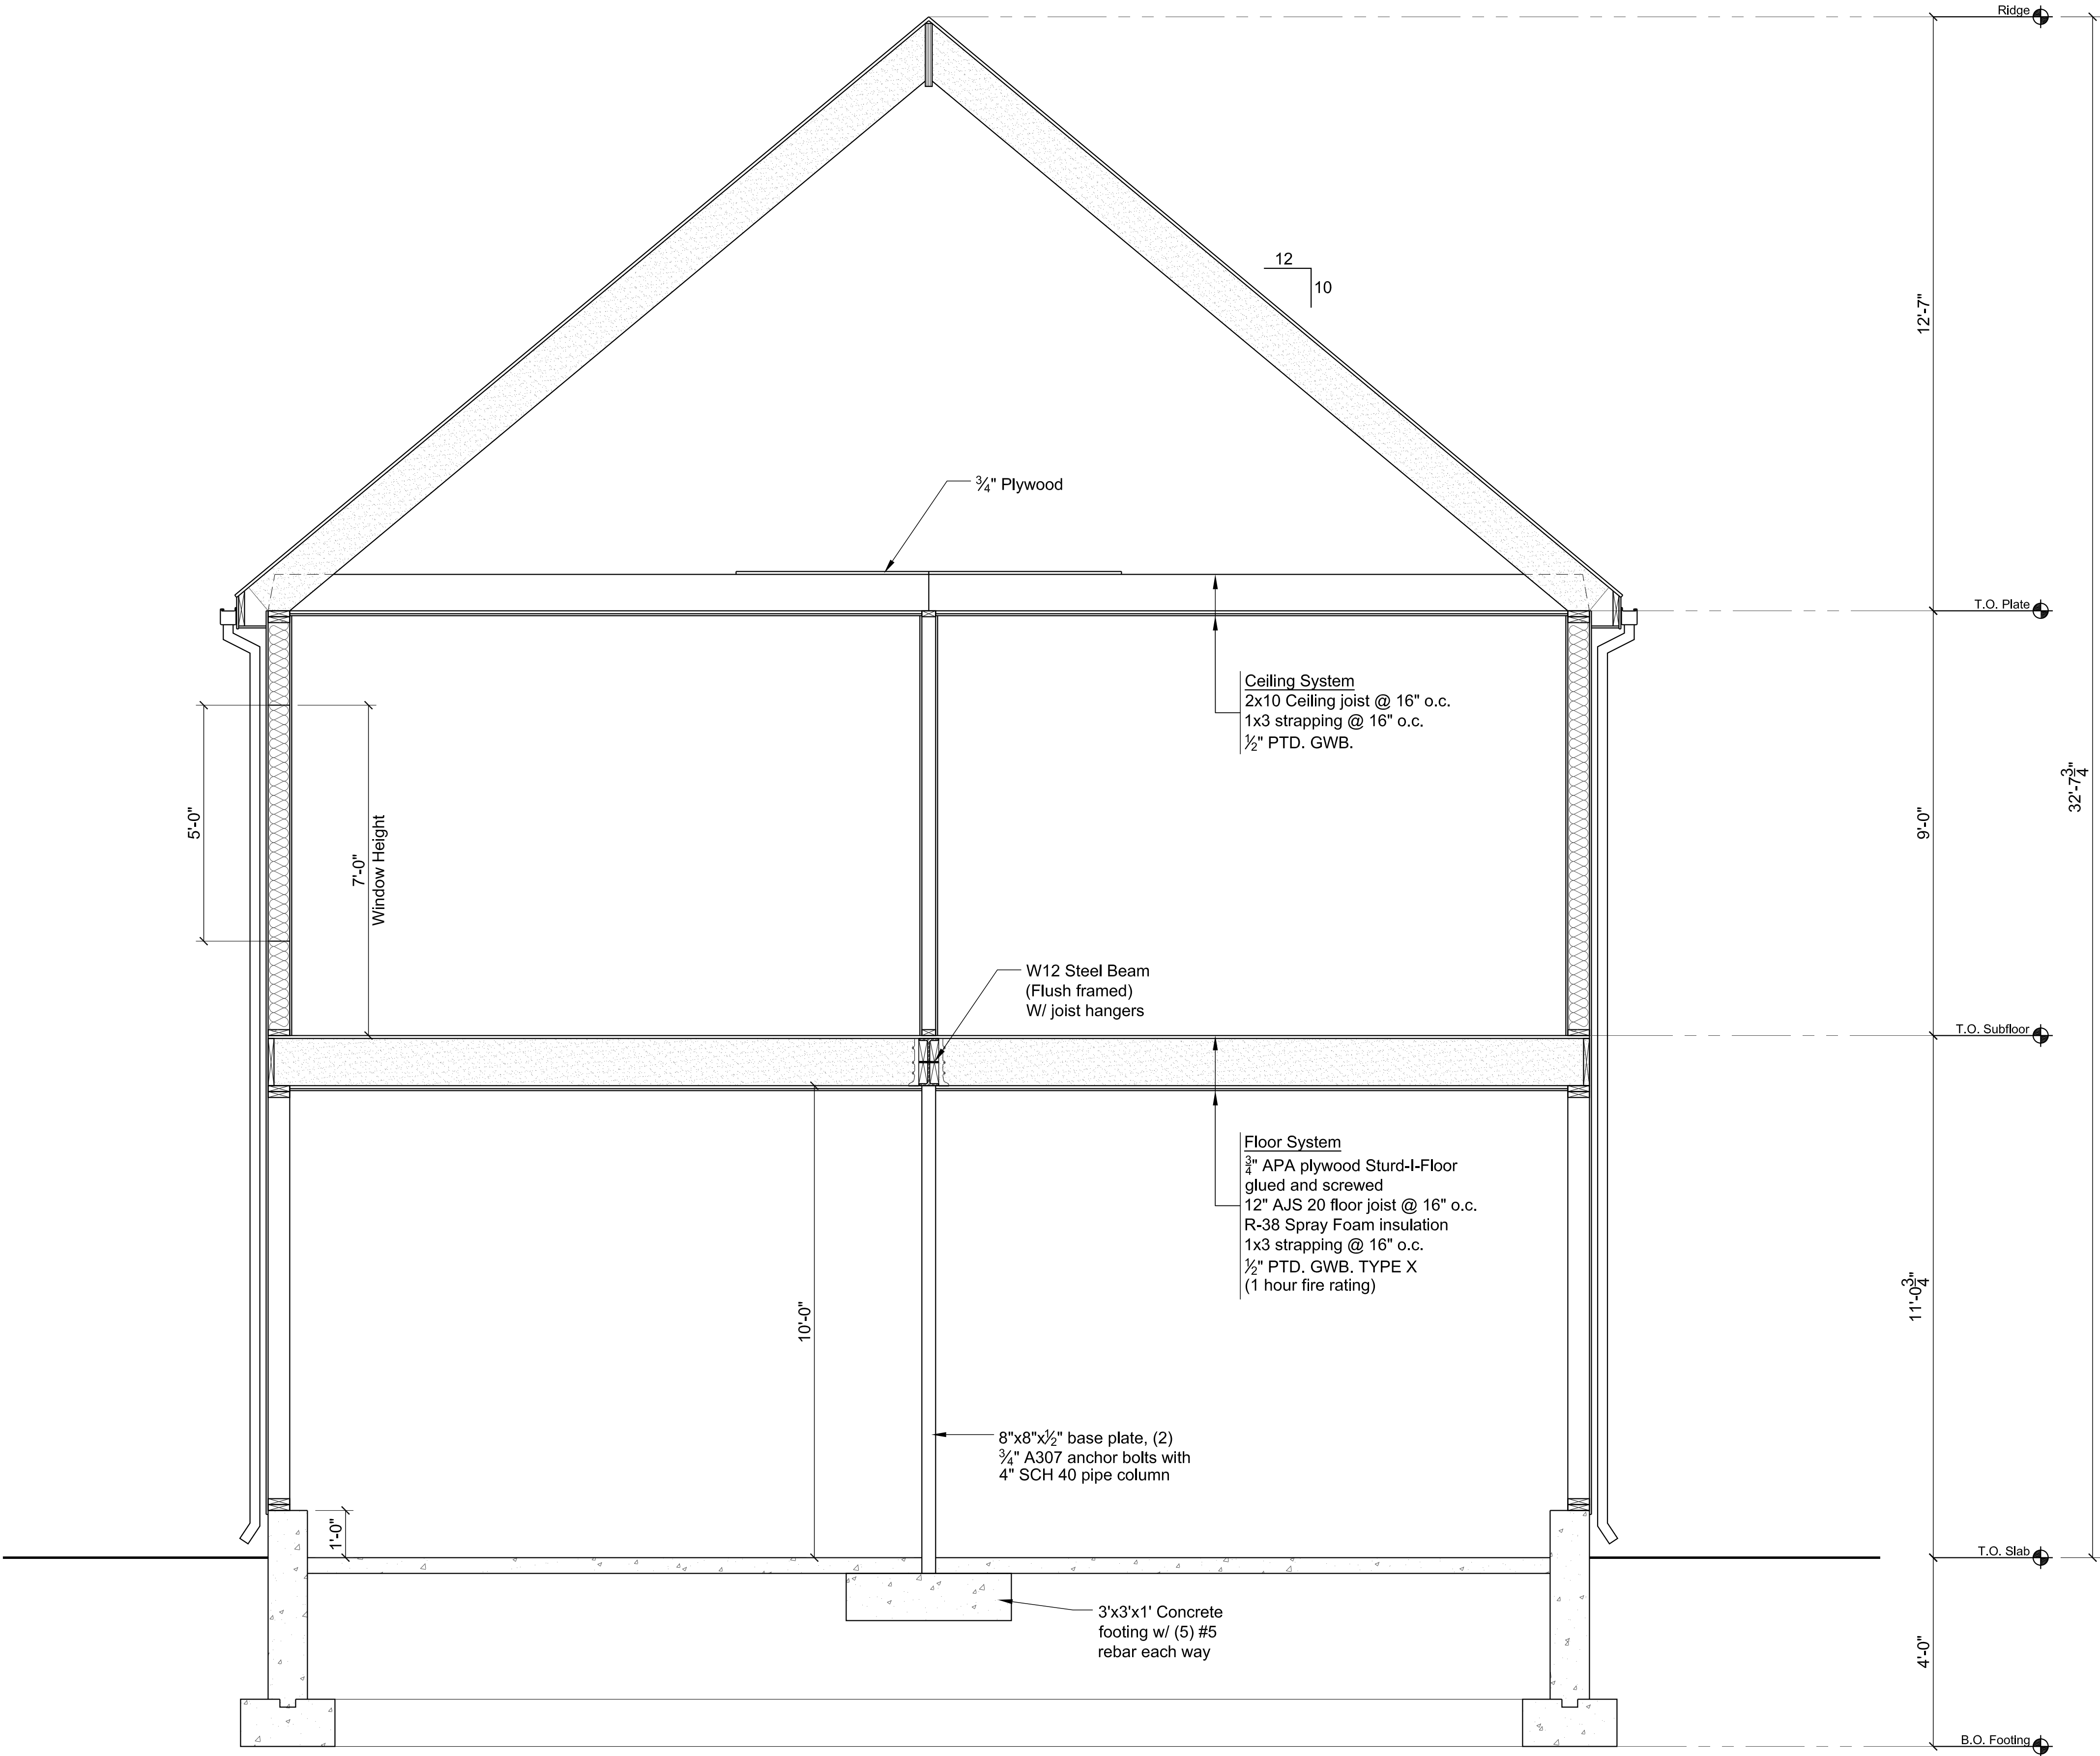 Ridge
12
10
12'-7"
¾" Plywood
T.O. Plate
Ceiling System
2x10 Ceiling joist @ 16" o.c.
1x3 strapping @ 16" o.c.
½" PTD. GWB.
5'-0"
7'-0"
Window Height
9'-0"
32'-7¾"
W12 Steel Beam
(Flush framed)
W/ joist hangers
T.O. Subfloor
Floor System
¾" APA plywood Sturd-I-Floor
glued and screwed
12" AJS 20 floor joist @ 16" o.c.
R-38 Spray Foam insulation
1x3 strapping @ 16" o.c.
½" PTD. GWB. TYPE X
(1 hour fire rating)
10'-0"
11'-0¾"
8"x8"x½" base plate, (2)
¾" A307 anchor bolts with
4" SCH 40 pipe column
1'-0"
T.O. Slab
3'x3'x1' Concrete
footing w/ (5) #5
rebar each way
4'-0"
B.O. Footing